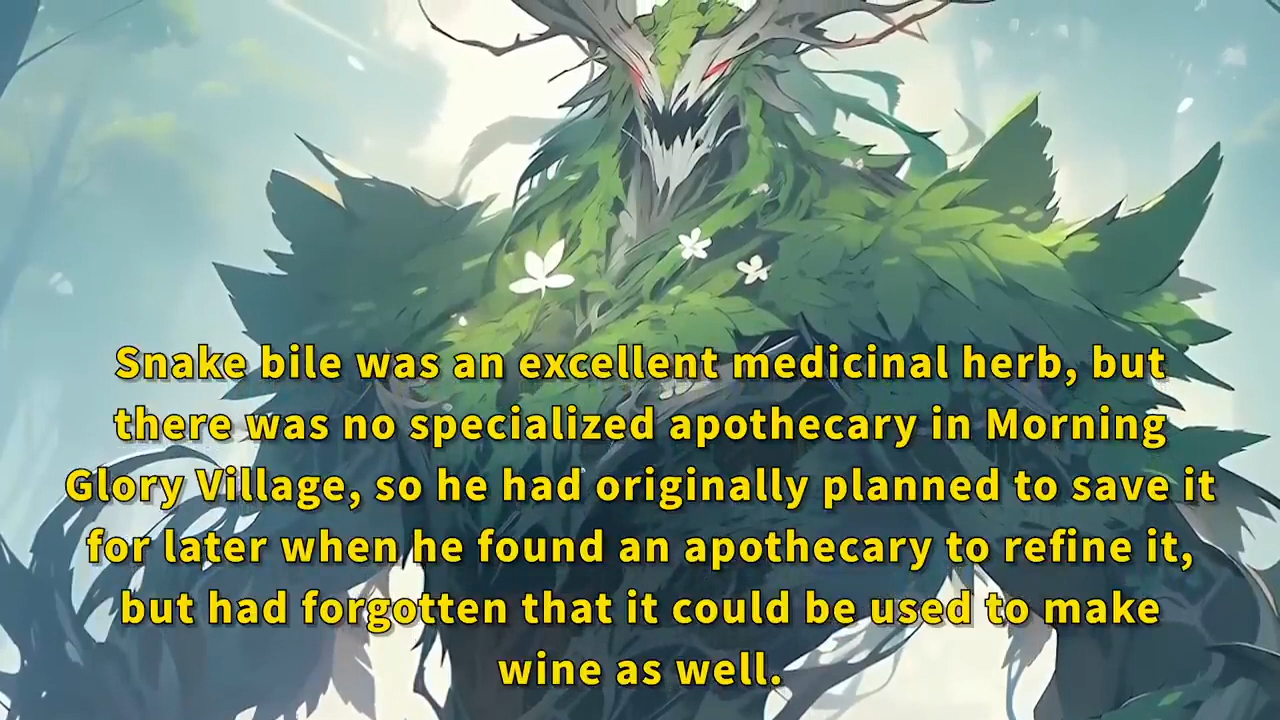 Snake bile was an excellent medicinal herb, but
there was no specialized apothecary in Morning
Glory Village, so he had originally planned to save it
for later when he found an apothecary to refine it,
but had forgotten that it could be used to make
wine as well.